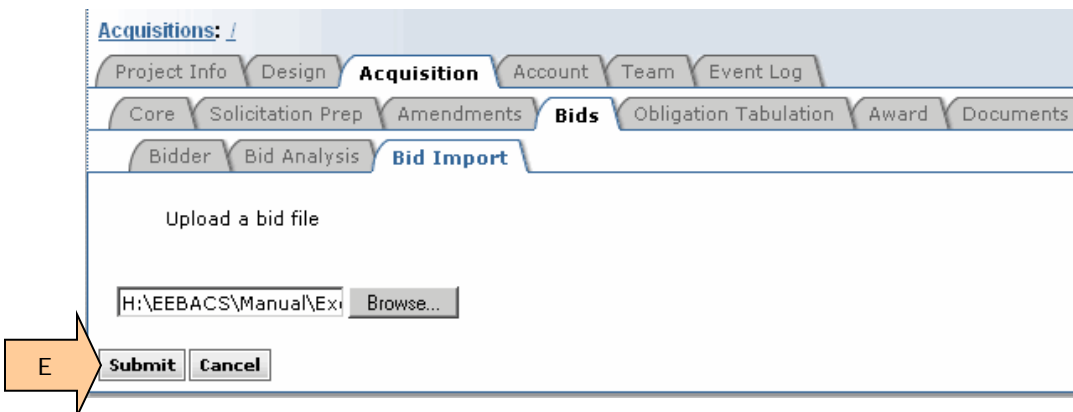 Acquisitions: /
Project Info Design Acquisition Account Team Event Log
Core Solicitation Prep Amendments Bids Obligation Tabulation Award Documents
Bidder Bid Analysis Bid Import
Upload a bid file
H:\EEBACS\Manual\Ex Browse...
E Submit Cancel